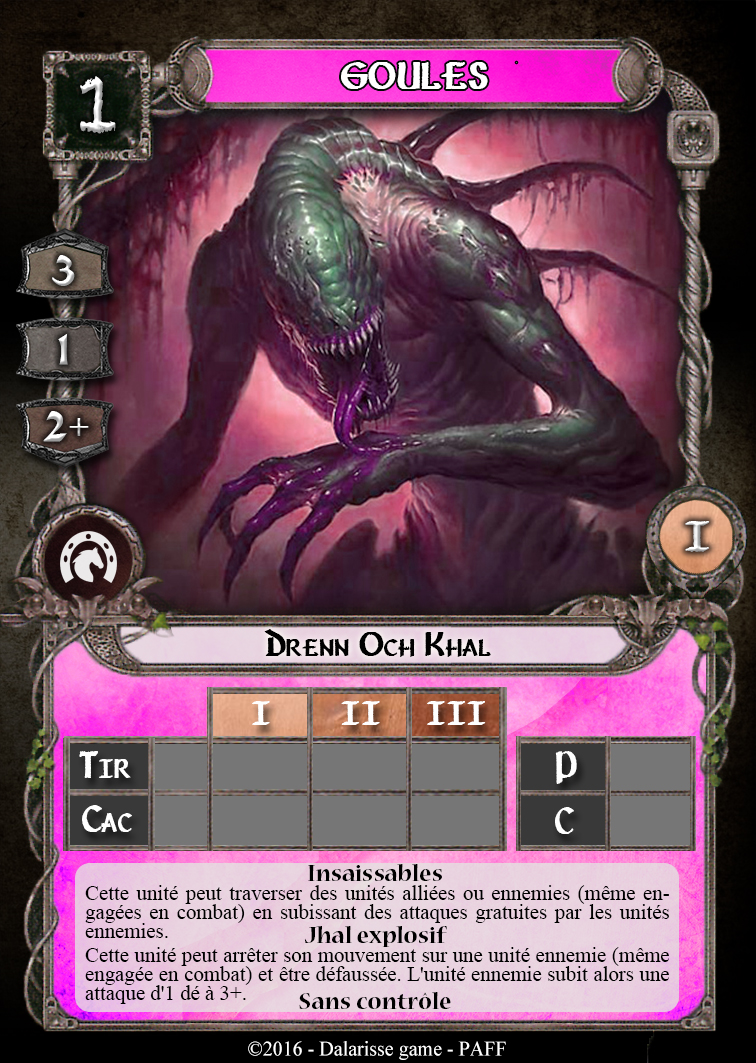 GOULES
1
3
1
2+
I
DRENN OCH KHAL
I II III
TIR
CAC
P
C
Insaissables
Cette unité peut traverser des unités alliées ou ennemies (même en-
gagées en combat) en subissant des attaques gratuites par les unités
ennemies.
Jhal explosif
Cette unité peut arrêter son mouvement sur une unité ennemie (même
engagée en combat) et être défaussée. L'unité ennemie subit alors une
attaque d'1 dé à 3+.
Sans contrôle
©2016 - Dalarisse game - PAFF